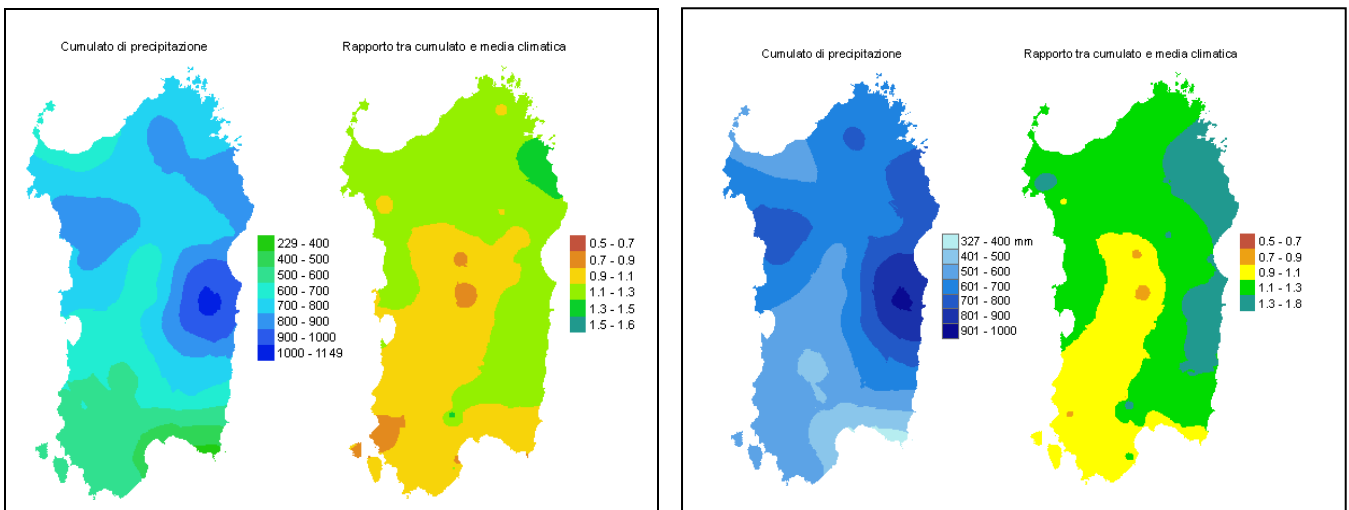 Cumulato di precipitazione
Rapporto tra cumulato e media climatica
229 - 400
400 - 500
500 - 600
600 - 700
700 - 800
800 - 900
900 - 1000
1000 - 1149
0.5 - 0.7
0.7 - 0.9
0.9 - 1.1
1.1 - 1.3
1.3 - 1.5
1.5 - 1.6
Cumulato di precipitazione
Rapporto tra cumulato e media climatica
327 - 400 mm
401 - 500
501 - 600
601 - 700
701 - 800
801 - 900
901 - 1000
0.5 - 0.7
0.7 - 0.9
0.9 - 1.1
1.1 - 1.3
1.3 - 1.8